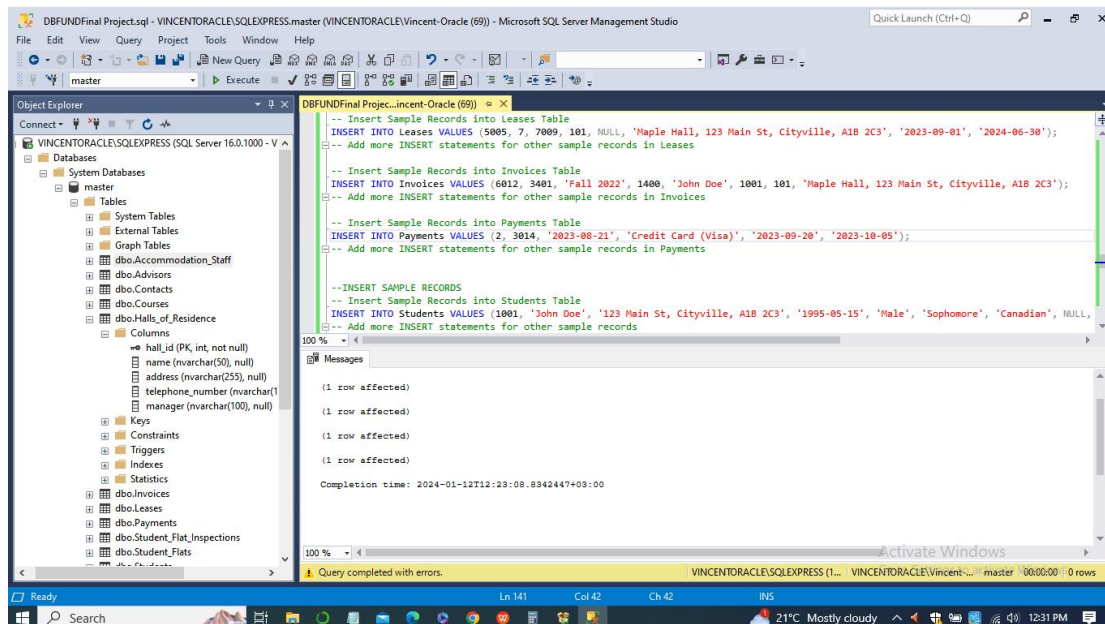 DBFUNDFinal Project.sql - VINCENTORACLE\SQLEXPRESS.master (VINCENTORACLE\Vincent-Oracle (69)) - Microsoft SQL Server Management Studio
Quick Launch (Ctrl+Q)
File Edit View Query Project Tools Window Help
New Query
master
Execute
Object Explorer
Connect
VINCENTORACLE\SQLEXPRESS (SQL Server 16.0.1000 - V
Databases
System Databases
master
Tables
System Tables
External Tables
Graph Tables
dbo.Accommodation_Staff
dbo.Advisors
dbo.Contacts
dbo.Courses
dbo.Halls_of_Residence
Columns
hall_id (PK, int, not null)
name (nvarchar(50), null)
address (nvarchar(255), null)
telephone_number (nvarchar(1
manager (nvarchar(100), null)
Keys
Constraints
Triggers
Indexes
Statistics
dbo.Invoices
dbo.Leases
dbo.Payments
dbo.Student_Flat_Inspections
dbo.Student_Flats
DBFUNDFinal Projec...incent-Oracle (69))
-- Insert Sample Records into Leases Table
INSERT INTO Leases VALUES (5005, 7, 7009, 101, NULL, 'Maple Hall, 123 Main St, Cityville, A1B 2C3', '2023-09-01', '2024-06-30');
-- Add more INSERT statements for other sample records in Leases
-- Insert Sample Records into Invoices Table
INSERT INTO Invoices VALUES (6012, 3401, 'Fall 2022', 1400, 'John Doe', 1001, 101, 'Maple Hall, 123 Main St, Cityville, A1B 2C3');
-- Add more INSERT statements for other sample records in Invoices
-- Insert Sample Records into Payments Table
INSERT INTO Payments VALUES (2, 3014, '2023-08-21', 'Credit Card (Visa)', '2023-09-20', '2023-10-05');
-- Add more INSERT statements for other sample records in Payments
--INSERT SAMPLE RECORDS
-- Insert Sample Records into Students Table
INSERT INTO Students VALUES (1001, 'John Doe', '123 Main St, Cityville, A1B 2C3', '1995-05-15', 'Male', 'Sophomore', 'Canadian', NULL,
-- Add more INSERT statements for other sample records
100 %
Messages
(1 row affected)
(1 row affected)
(1 row affected)
(1 row affected)
Completion time: 2024-01-12T12:23:08.8342447+03:00
100 %
Activate Windows
Query completed with errors.
VINCENTORACLE\SQLEXPRESS (1... VINCENTORACLE\Vincent-... master 00:00:00 0 rows
Ready
Ln 141 Col 42 Ch 42 INS
Search
21°C Mostly cloudy
12:31 PM